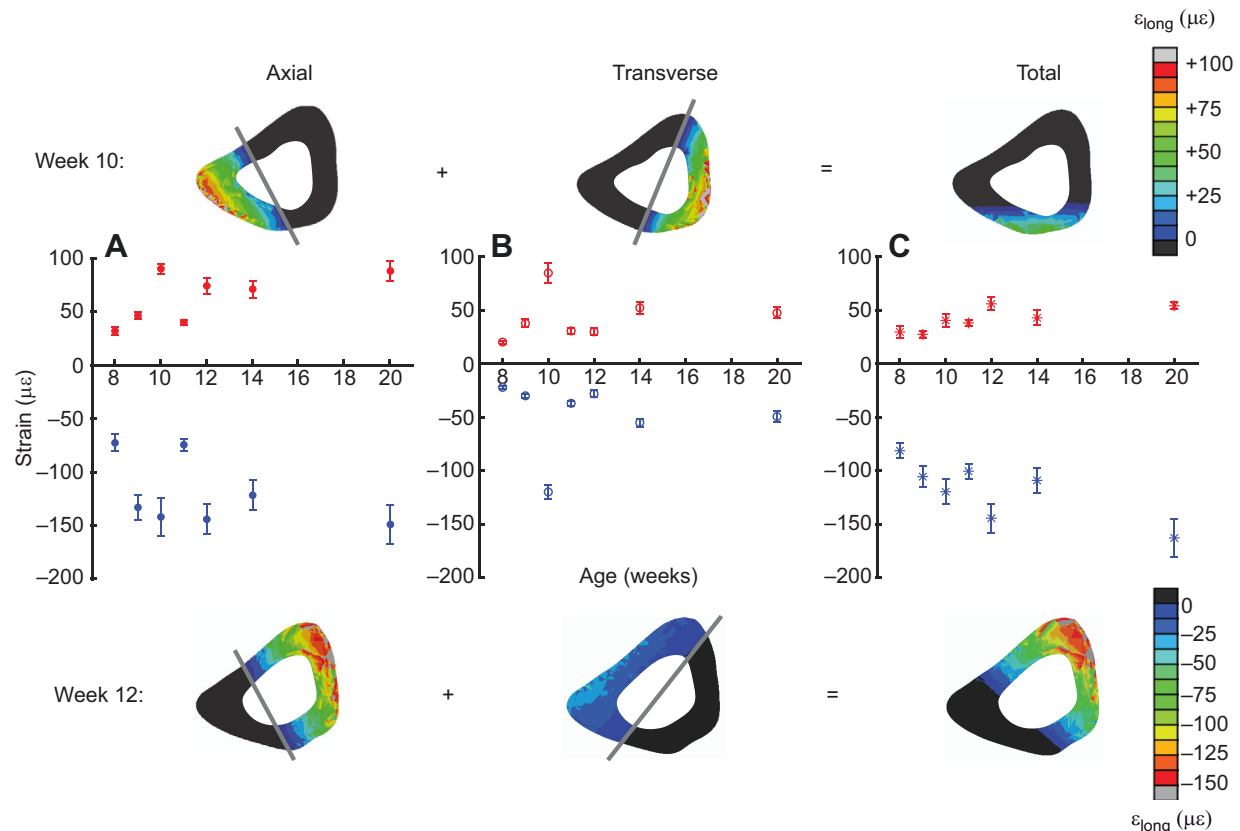 εlong (με)
Axial Transverse Total
+100
+75
+50
+25
0
Week 10:
+ =
A B C
100 100 100
50 50 50
0 0 0
8 10 12 14 16 18 20
8 10 12 14 16 18 20
8 10 12 14 16 18 20
Strain (με)
–50 –50 –50
–100 –100 –100
–150 –150 –150
–200 –200 –200
Age (weeks)
Week 12:
+ =
0
–25
–50
–75
–100
–125
–150
εlong (με)